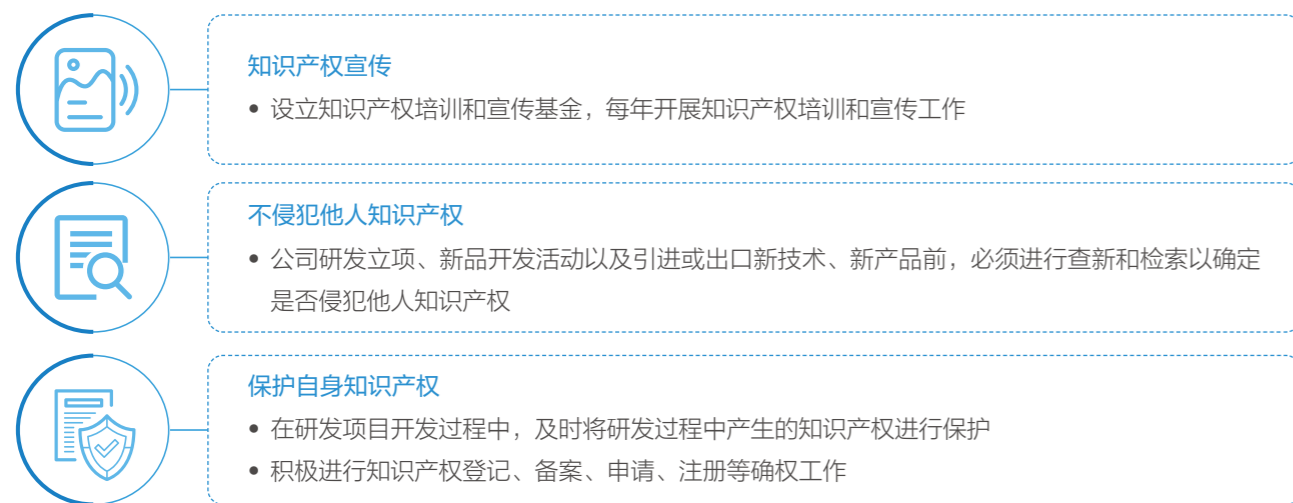 知识产权宣传
• 设立知识产权培训和宣传基金，每年开展知识产权培训和宣传工作
不侵犯他人知识产权
• 公司研发立项、新品开发活动以及引进或出口新技术、新产品前，必须进行查新和检索以确定
是否侵犯他人知识产权
保护自身知识产权
• 在研发项目开发过程中，及时将研发过程中产生的知识产权进行保护
• 积极进行知识产权登记、备案、申请、注册等确权工作